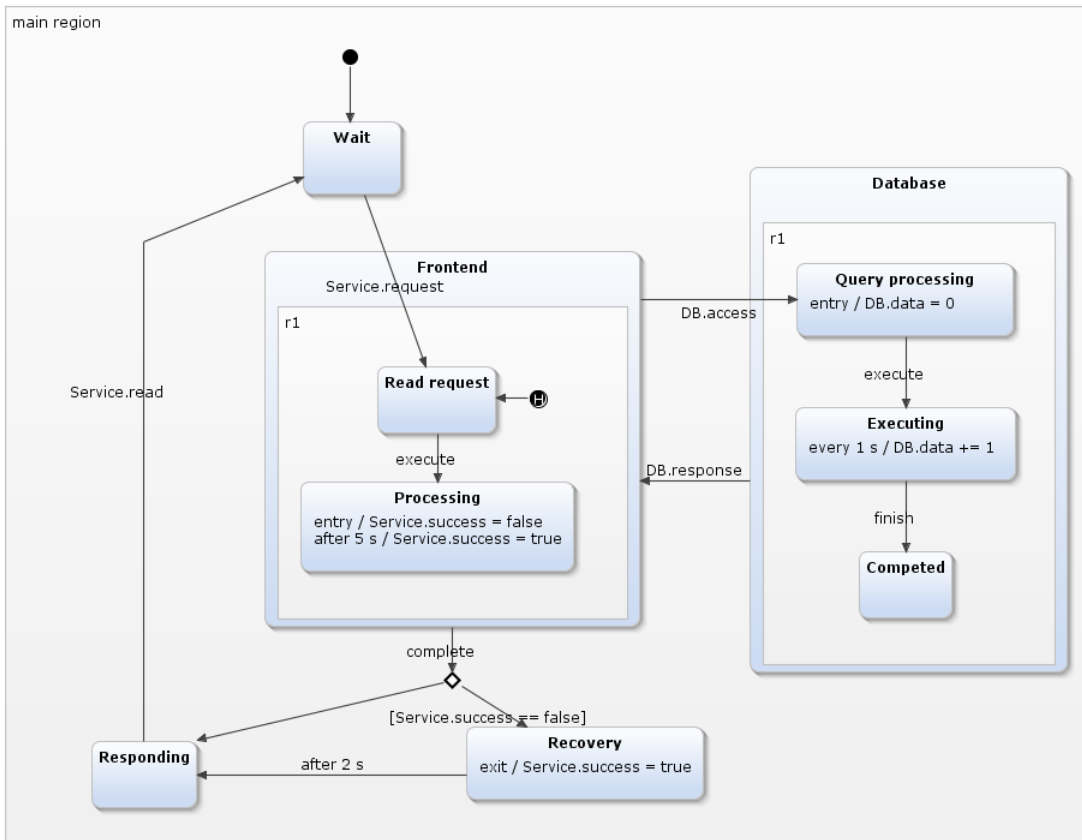 main region
Wait
Database
r1
Frontend
Service.request
Query processing
entry / DB.data = 0
DB.access
r1
Read request
H
execute
Service.read
Executing
every 1 s / DB.data += 1
execute
DB.response
Processing
entry / Service.success = false
after 5 s / Service.success = true
finish
Competed
complete
[Service.success == false]
Responding
after 2 s
Recovery
exit / Service.success = true